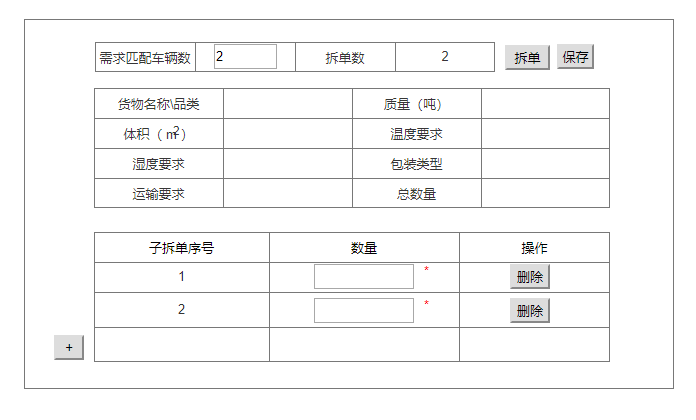 需求匹配车辆数 2 拆单数 2 拆单 保存
货物名称\品类 质量（吨）
体积（m2） 温度要求
湿度要求 包装类型
运输要求 总数量
子拆单序号 数量 操作
1 * 删除
2 * 删除
+